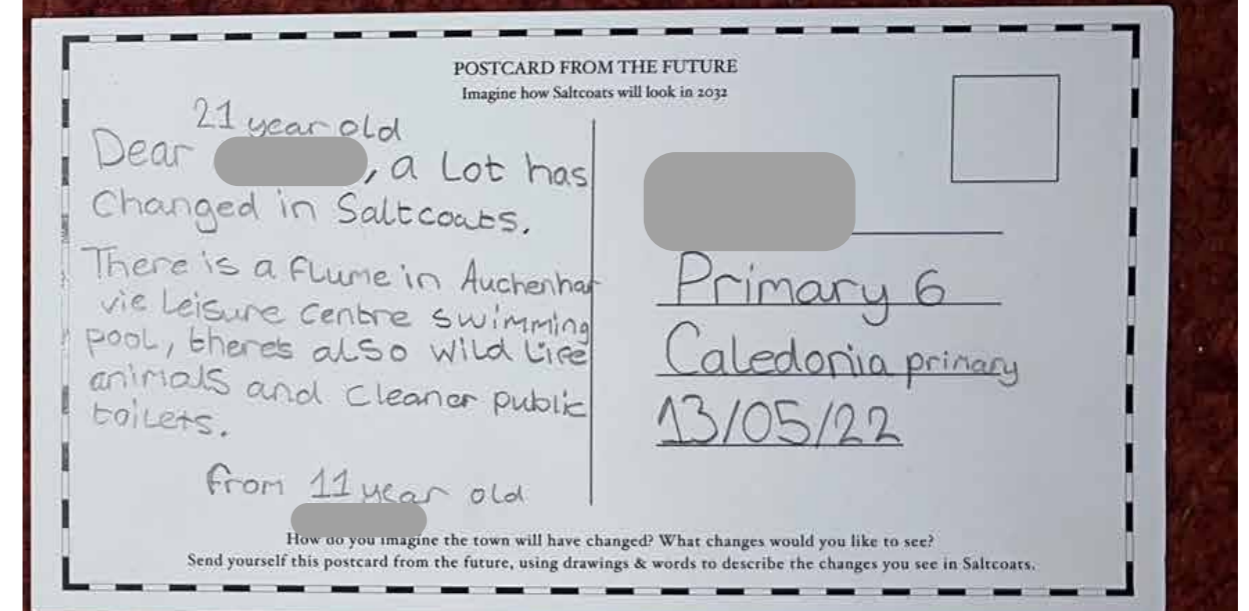 POSTCARD FROM THE FUTURE
Imagine how Saltcoats will look in 2032
21 year old
Dear , a Lot has
Changed in Saltcoats.
There is a flume in Auchenhar
vie Leisure Centre swimming
pool, there's also wild life
animals and cleaner public
toilets.
from 11 year old
Primary 6
Caledonia primary
13/05/22
How do you imagine the town will have changed? What changes would you like to see?
Send yourself this postcard from the future, using drawings & words to describe the changes you see in Saltcoats.